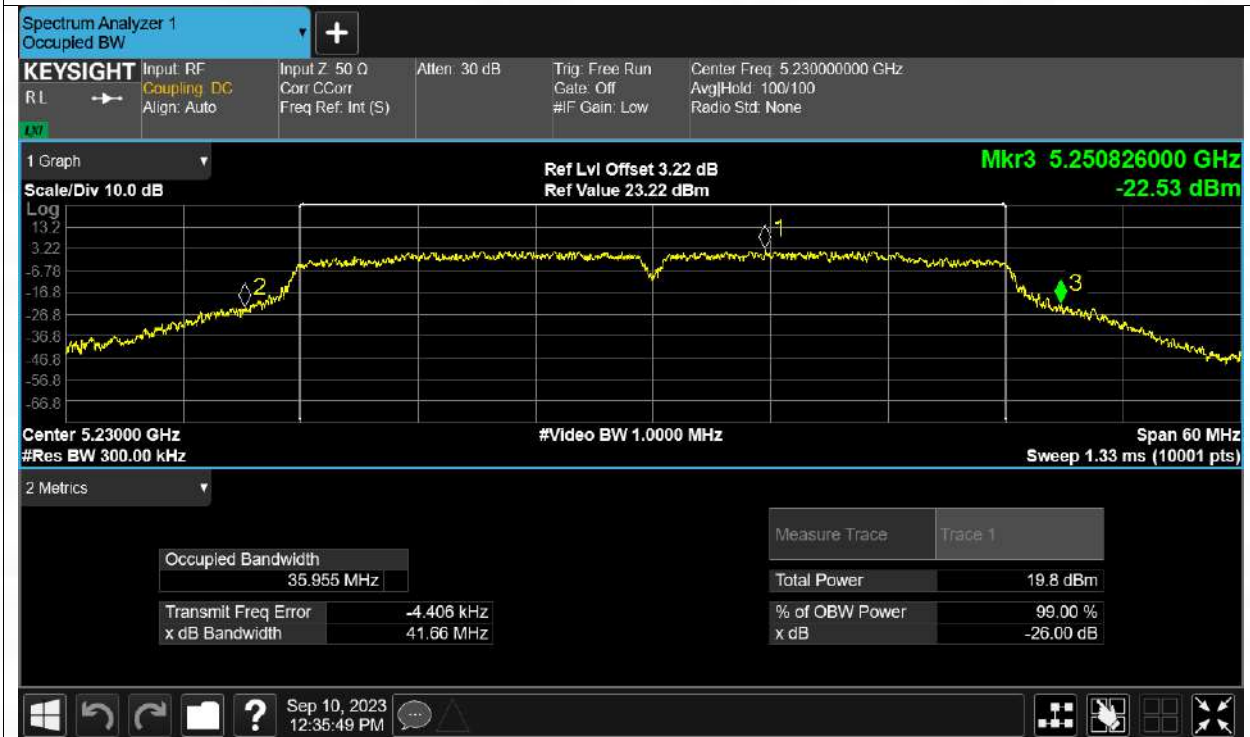 Spectrum Analyzer 1
Occupied BW
+
KEYSIGHT
R L
LXI
Input: RF
Coupling: DC
Align: Auto
Input Z: 50 Ω
Corr CCorr
Freq Ref: Int (S)
Atten: 30 dB
Trig: Free Run
Gate: Off
#IF Gain: Low
Center Freq: 5.230000000 GHz
Avg|Hold: 100/100
Radio Std: None
1 Graph
Scale/Div 10.0 dB
Ref Lvl Offset 3.22 dB
Ref Value 23.22 dBm
Mkr3 5.250826000 GHz
-22.53 dBm
Log
13.2
3.22
-6.78
-16.8
-26.8
-36.8
-46.8
-56.8
-66.8
1
2
3
Center 5.23000 GHz
#Video BW 1.0000 MHz
Span 60 MHz
#Res BW 300.00 kHz
Sweep 1.33 ms (10001 pts)
2 Metrics
Measure Trace Trace 1
Occupied Bandwidth
35.955 MHz
Total Power 19.8 dBm
Transmit Freq Error -4.406 kHz
% of OBW Power 99.00 %
x dB Bandwidth 41.66 MHz
x dB -26.00 dB
?
Sep 10, 2023
12:35:49 PM